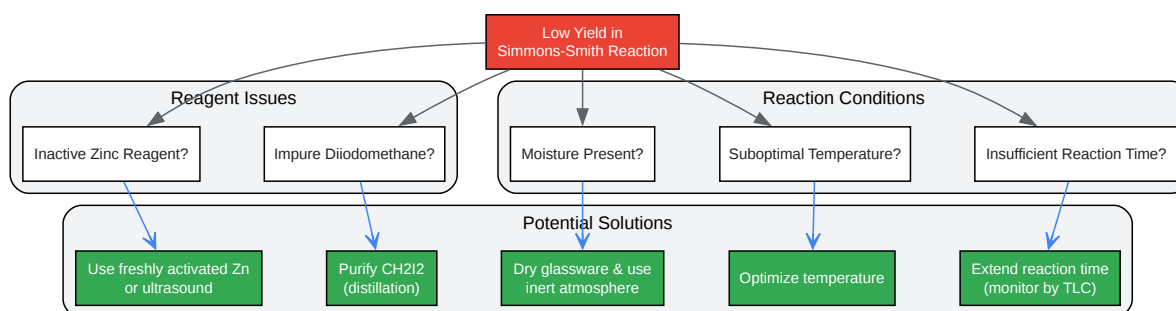 Low Yield in
Simmons-Smith Reaction
Reagent Issues
Reaction Conditions
Inactive Zinc Reagent?
Impure Diiodomethane?
Moisture Present?
Suboptimal Temperature?
Insufficient Reaction Time?
Potential Solutions
Use freshly activated Zn
or ultrasound
Purify CH2I2
(distillation)
Dry glassware & use
inert atmosphere
Optimize temperature
Extend reaction time
(monitor by TLC)